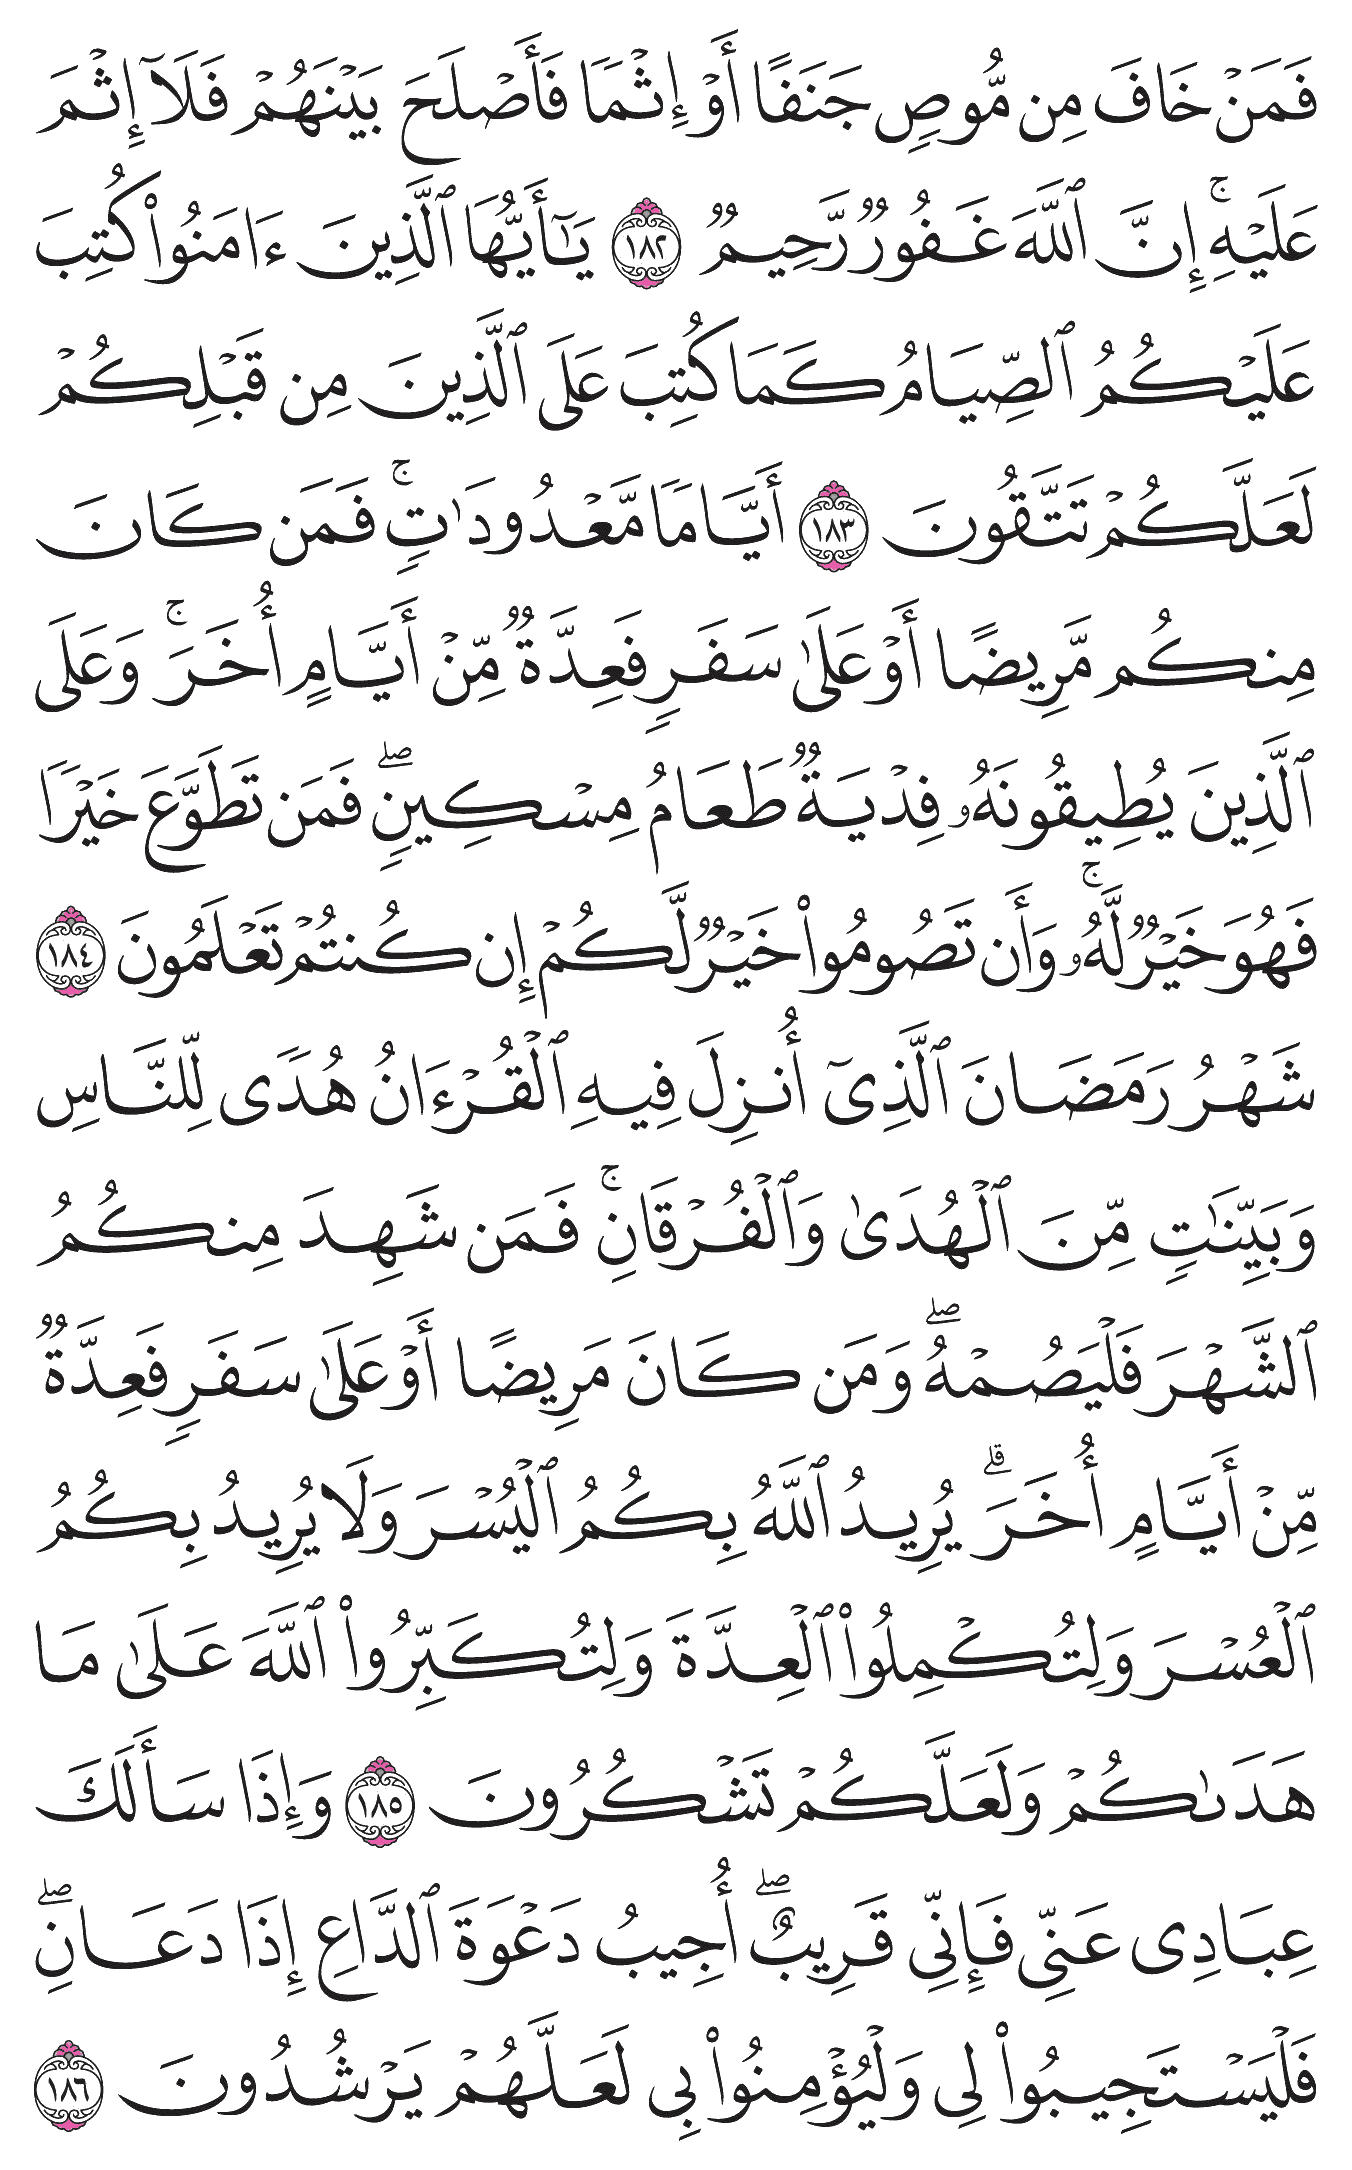 فَمَنْ خَافَ مِن مُّوصٍ جَنَفًا أَوْ إِثْمًا فَأَصْلَحَ بَيْنَهُمْ فَلَآ إِثْمَ
عَلَيْهِ ۚ إِنَّ ٱللَّهَ غَفُورٌ رَّحِيمٌ ١٨٢ يَـٰٓأَيُّهَا ٱلَّذِينَ ءَامَنُوا۟ كُتِبَ
عَلَيْكُمُ ٱلصِّيَامُ كَمَا كُتِبَ عَلَى ٱلَّذِينَ مِن قَبْلِكُمْ
لَعَلَّكُمْ تَتَّقُونَ ١٨٣ أَيَّامًا مَّعْدُودَٰتٍ ۚ فَمَن كَانَ
مِنكُم مَّرِيضًا أَوْ عَلَىٰ سَفَرٍ فَعِدَّةٌ مِّنْ أَيَّامٍ أُخَرَ ۚ وَعَلَى
ٱلَّذِينَ يُطِيقُونَهُۥ فِدْيَةٌ طَعَامُ مِسْكِينٍ ۖ فَمَن تَطَوَّعَ خَيْرًا
فَهُوَ خَيْرٌ لَّهُۥ ۚ وَأَن تَصُومُوا۟ خَيْرٌ لَّكُمْ إِن كُنتُمْ تَعْلَمُونَ ١٨٤
شَهْرُ رَمَضَانَ ٱلَّذِىٓ أُنزِلَ فِيهِ ٱلْقُرْءَانُ هُدًى لِّلنَّاسِ
وَبَيِّنَـٰتٍ مِّنَ ٱلْهُدَىٰ وَٱلْفُرْقَانِ ۚ فَمَن شَهِدَ مِنكُمُ
ٱلشَّهْرَ فَلْيَصُمْهُ ۖ وَمَن كَانَ مَرِيضًا أَوْ عَلَىٰ سَفَرٍ فَعِدَّةٌ
مِّنْ أَيَّامٍ أُخَرَ ۗ يُرِيدُ ٱللَّهُ بِكُمُ ٱلْيُسْرَ وَلَا يُرِيدُ بِكُمُ
ٱلْعُسْرَ وَلِتُكْمِلُوا۟ ٱلْعِدَّةَ وَلِتُكَبِّرُوا۟ ٱللَّهَ عَلَىٰ مَا
هَدَىٰكُمْ وَلَعَلَّكُمْ تَشْكُرُونَ ١٨٥ وَإِذَا سَأَلَكَ
عِبَادِى عَنِّى فَإِنِّى قَرِيبٌ ۖ أُجِيبُ دَعْوَةَ ٱلدَّاعِ إِذَا دَعَانِ ۖ
فَلْيَسْتَجِيبُوا۟ لِى وَلْيُؤْمِنُوا۟ بِى لَعَلَّهُمْ يَرْشُدُونَ ١٨٦